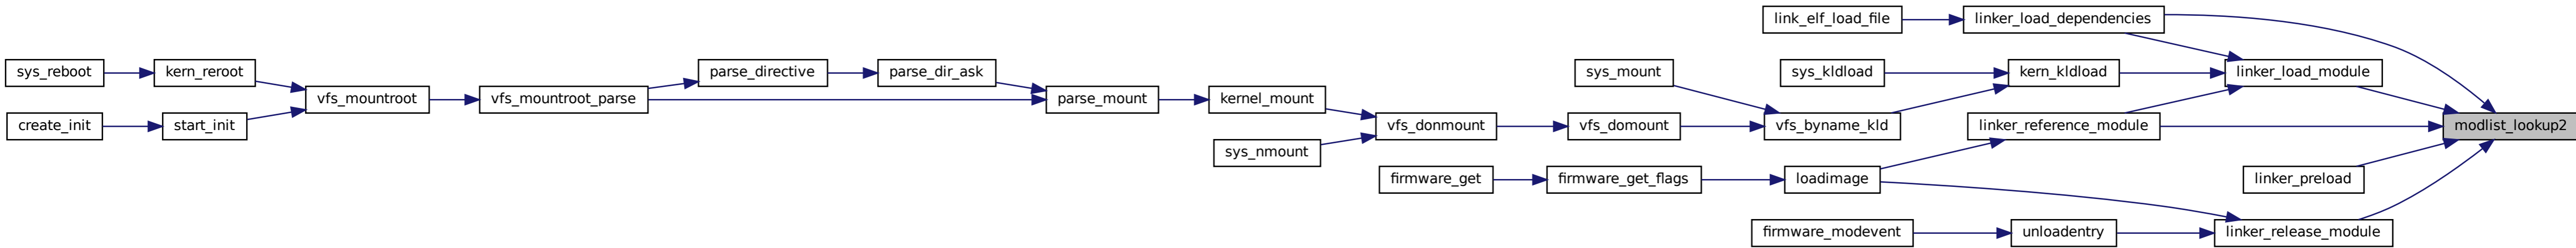 link_elf_load_file
linker_load_dependencies
sys_reboot
kern_reroot
parse_directive
parse_dir_ask
sys_mount
sys_kldload
kern_kldload
linker_load_module
vfs_mountroot
vfs_mountroot_parse
parse_mount
kernel_mount
create_init
start_init
vfs_donmount
vfs_domount
vfs_byname_kld
linker_reference_module
modlist_lookup2
sys_nmount
firmware_get
firmware_get_flags
loadimage
linker_preload
firmware_modevent
unloadentry
linker_release_module